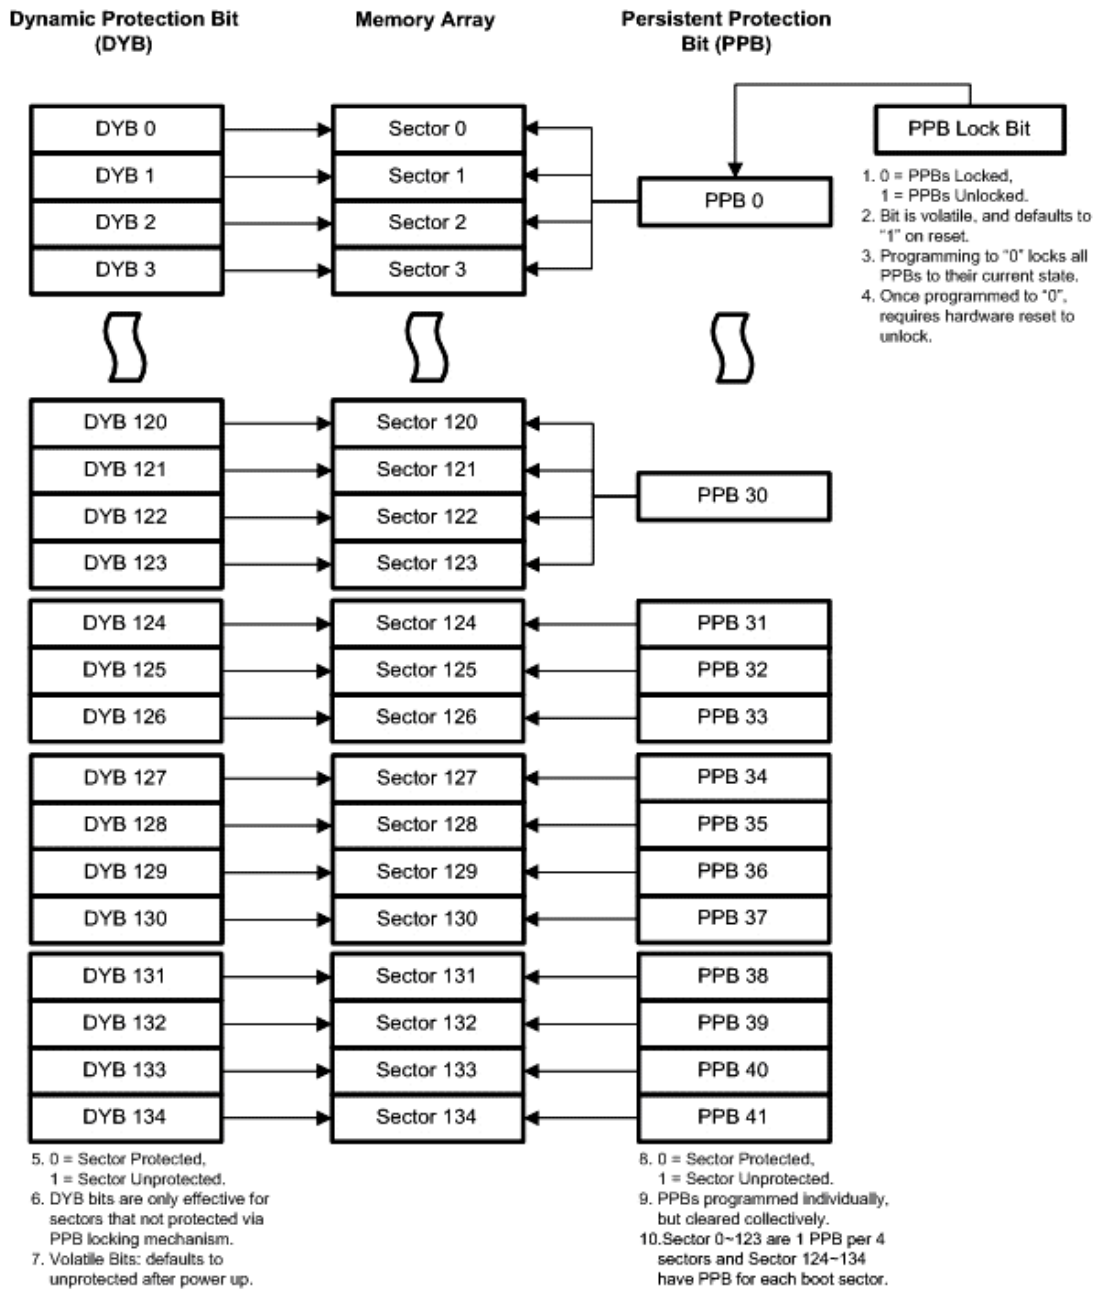 Dynamic Protection Bit
(DYB)
Memory Array
Persistent Protection
Bit (PPB)
DYB 0
Sector 0
PPB Lock Bit
DYB 1
Sector 1
PPB 0
DYB 2
Sector 2
DYB 3
Sector 3
1. 0 = PPBs Locked,
1 = PPBs Unlocked.
2. Bit is volatile, and defaults to
“1” on reset.
3. Programming to “0” locks all
PPBs to their current state.
4. Once programmed to “0”,
requires hardware reset to
unlock.
DYB 120
Sector 120
DYB 121
Sector 121
PPB 30
DYB 122
Sector 122
DYB 123
Sector 123
DYB 124
Sector 124
PPB 31
DYB 125
Sector 125
PPB 32
DYB 126
Sector 126
PPB 33
DYB 127
Sector 127
PPB 34
DYB 128
Sector 128
PPB 35
DYB 129
Sector 129
PPB 36
DYB 130
Sector 130
PPB 37
DYB 131
Sector 131
PPB 38
DYB 132
Sector 132
PPB 39
DYB 133
Sector 133
PPB 40
DYB 134
Sector 134
PPB 41
5. 0 = Sector Protected,
1 = Sector Unprotected.
6. DYB bits are only effective for
sectors that not protected via
PPB locking mechanism.
7. Volatile Bits: defaults to
unprotected after power up.
8. 0 = Sector Protected,
1 = Sector Unprotected.
9. PPBs programmed individually,
but cleared collectively.
10.Sector 0~123 are 1 PPB per 4
sectors and Sector 124~134
have PPB for each boot sector.